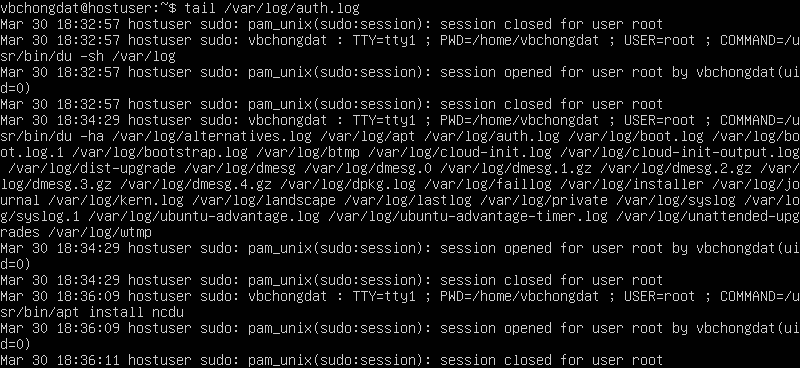 vbchongdat@hostuser:~$ tail /var/log/auth.log
Mar 30 18:32:57 hostuser sudo: pam_unix(sudo:session): session closed for user root
Mar 30 18:32:57 hostuser sudo: vbchongdat : TTY=tty1 ; PWD=/home/vbchongdat ; USER=root ; COMMAND=/u
sr/bin/du -sh /var/log
Mar 30 18:32:57 hostuser sudo: pam_unix(sudo:session): session opened for user root by vbchongdat(ui
d=0)
Mar 30 18:32:57 hostuser sudo: pam_unix(sudo:session): session closed for user root
Mar 30 18:34:29 hostuser sudo: vbchongdat : TTY=tty1 ; PWD=/home/vbchongdat ; USER=root ; COMMAND=/u
sr/bin/du -ha /var/log/alternatives.log /var/log/apt /var/log/auth.log /var/log/boot.log /var/log/bo
ot.log.1 /var/log/bootstrap.log /var/log/btmp /var/log/cloud-init.log /var/log/cloud-init-output.log
 /var/log/dist-upgrade /var/log/dmesg /var/log/dmesg.0 /var/log/dmesg.1.gz /var/log/dmesg.2.gz /var/
log/dmesg.3.gz /var/log/dmesg.4.gz /var/log/dpkg.log /var/log/faillog /var/log/installer /var/log/jo
urnal /var/log/kern.log /var/log/landscape /var/log/lastlog /var/log/private /var/log/syslog /var/lo
g/syslog.1 /var/log/ubuntu-advantage.log /var/log/ubuntu-advantage-timer.log /var/log/unattended-upg
rades /var/log/wtmp
Mar 30 18:34:29 hostuser sudo: pam_unix(sudo:session): session opened for user root by vbchongdat(ui
d=0)
Mar 30 18:34:29 hostuser sudo: pam_unix(sudo:session): session closed for user root
Mar 30 18:36:09 hostuser sudo: vbchongdat : TTY=tty1 ; PWD=/home/vbchongdat ; USER=root ; COMMAND=/u
sr/bin/apt install ncdu
Mar 30 18:36:09 hostuser sudo: pam_unix(sudo:session): session opened for user root by vbchongdat(ui
d=0)
Mar 30 18:36:11 hostuser sudo: pam_unix(sudo:session): session closed for user root